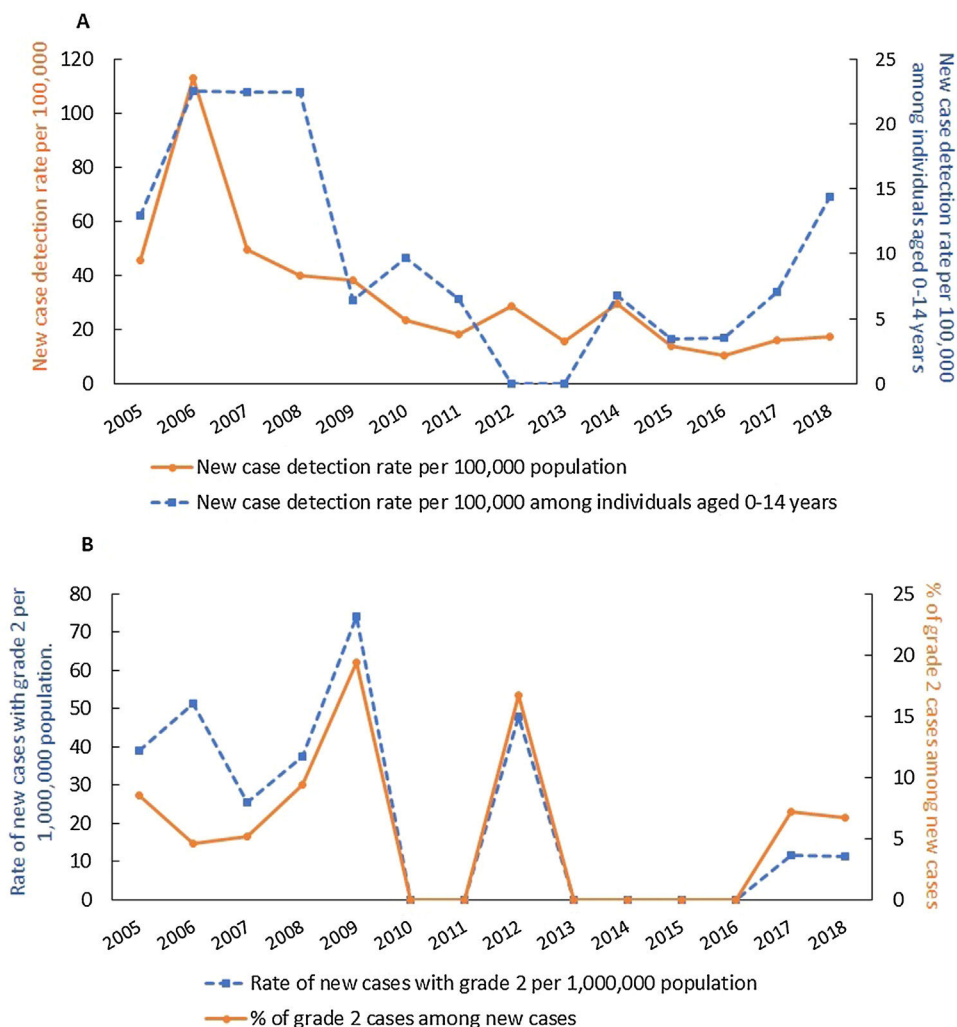 A
New case detection rate per 100,000
120
100
80
60
40
20
0
25
20
15
10
5
0
New case detection rate per 100,000
among individuals aged 0-14 years
2005 2006 2007 2008 2009 2010 2011 2012 2013 2014 2015 2016 2017 2018
New case detection rate per 100,000 population
New case detection rate per 100,000 among individuals aged 0-14 years
B
Rate of new cases with grade 2 per
1,000,000 population.
80
70
60
50
40
30
20
10
0
25
20
15
10
5
0
% of grade 2 cases among new cases
2005 2006 2007 2008 2009 2010 2011 2012 2013 2014 2015 2016 2017 2018
Rate of new cases with grade 2 per 1,000,000 population
% of grade 2 cases among new cases